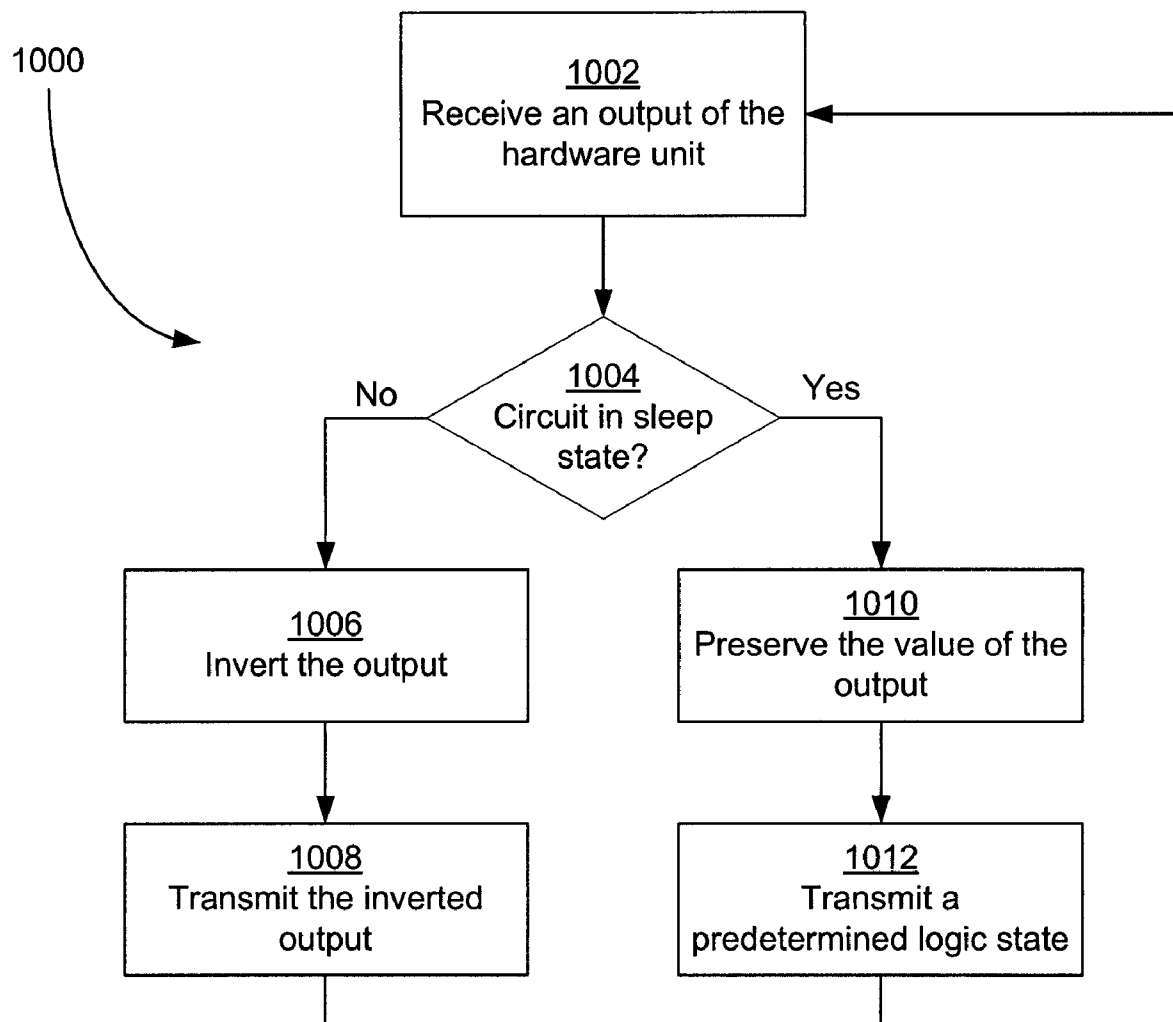 1000
1002
Receive an output of the
hardware unit
1004
Circuit in sleep
state?
No
Yes
1006
Invert the output
1010
Preserve the value of the
output
1008
Transmit the inverted
output
1012
Transmit a
predetermined logic state